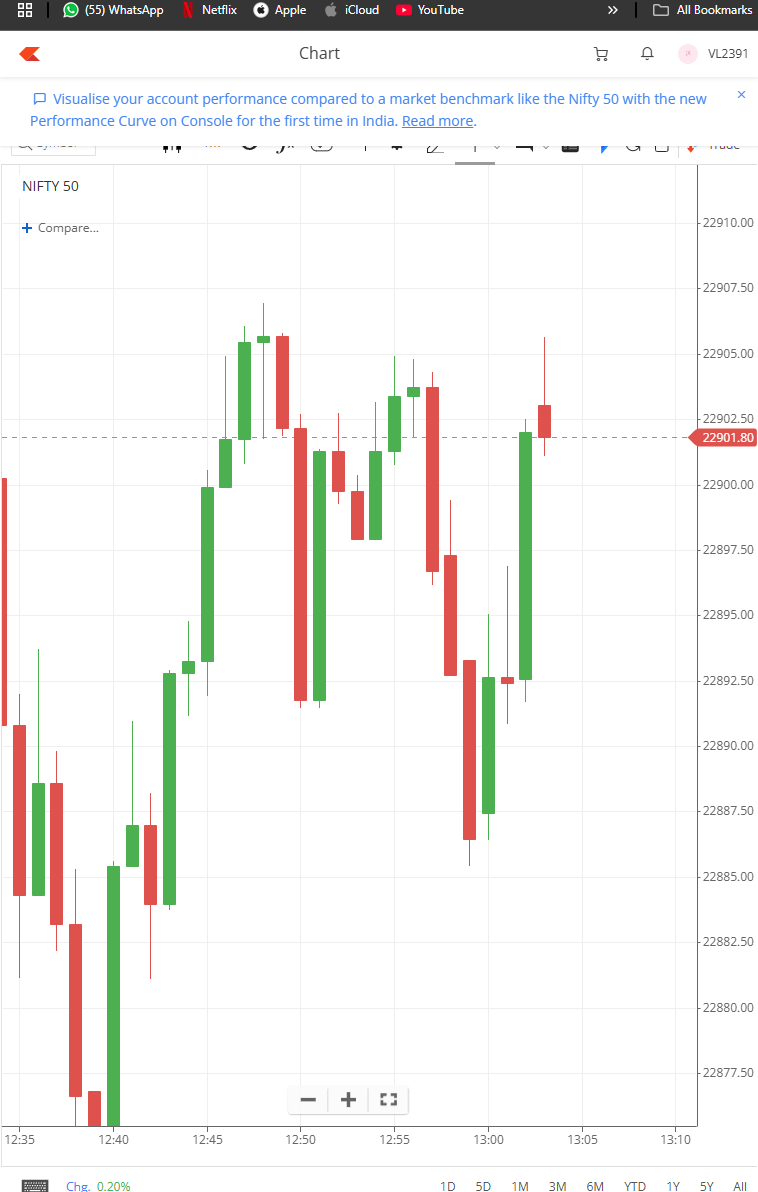 (55) WhatsApp Netflix Apple iCloud YouTube » All Bookmarks
Chart VL2391
Visualise your account performance compared to a market benchmark like the Nifty 50 with the new
Performance Curve on Console for the first time in India. Read more.
NIFTY 50
+ Compare...
22910.00
22907.50
22905.00
22902.50
22901.80
22900.00
22897.50
22895.00
22892.50
22890.00
22887.50
22885.00
22882.50
22880.00
22877.50
12:35 12:40 12:45 12:50 12:55 13:00 13:05 13:10
Chg. 0.20% 1D 5D 1M 3M 6M YTD 1Y 5Y All